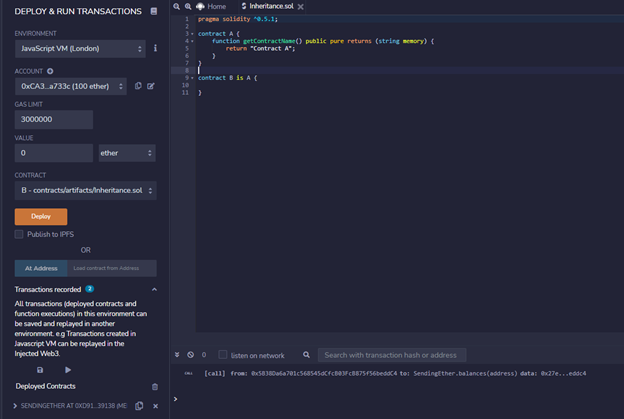 DEPLOY & RUN TRANSACTIONS
ENVIRONMENT
JavaScript VM (London)
i
ACCOUNT
0xCA3...a733c (100 ether)
GAS LIMIT
3000000
VALUE
0
ether
CONTRACT
B - contracts/artifacts/Inheritance.sol
Deploy
Publish to IPFS
OR
At Address
Load contract from Address
Transactions recorded 2
All transactions (deployed contracts and
function executions) in this environment can
be saved and replayed in another
environment. e.g Transactions created in
Javascript VM can be replayed in the
Injected Web3.
Deployed Contracts
SENDINGETHER AT 0XD91...39138 (ME
Home
Inheritance.sol
1 pragma solidity ^0.5.1;
2
3 contract A {
4 function getContractName() public pure returns (string memory) {
5 return "Contract A";
6 }
7 }
8
9 contract B is A {
10
11 }
0
listen on network
Search with transaction hash or address
CALL [call] from: 0x5B38Da6a701c568545dCfcB03FcB875f56beddC4 to: SendingEther.balances(address) data: 0x27e...eddc4
>